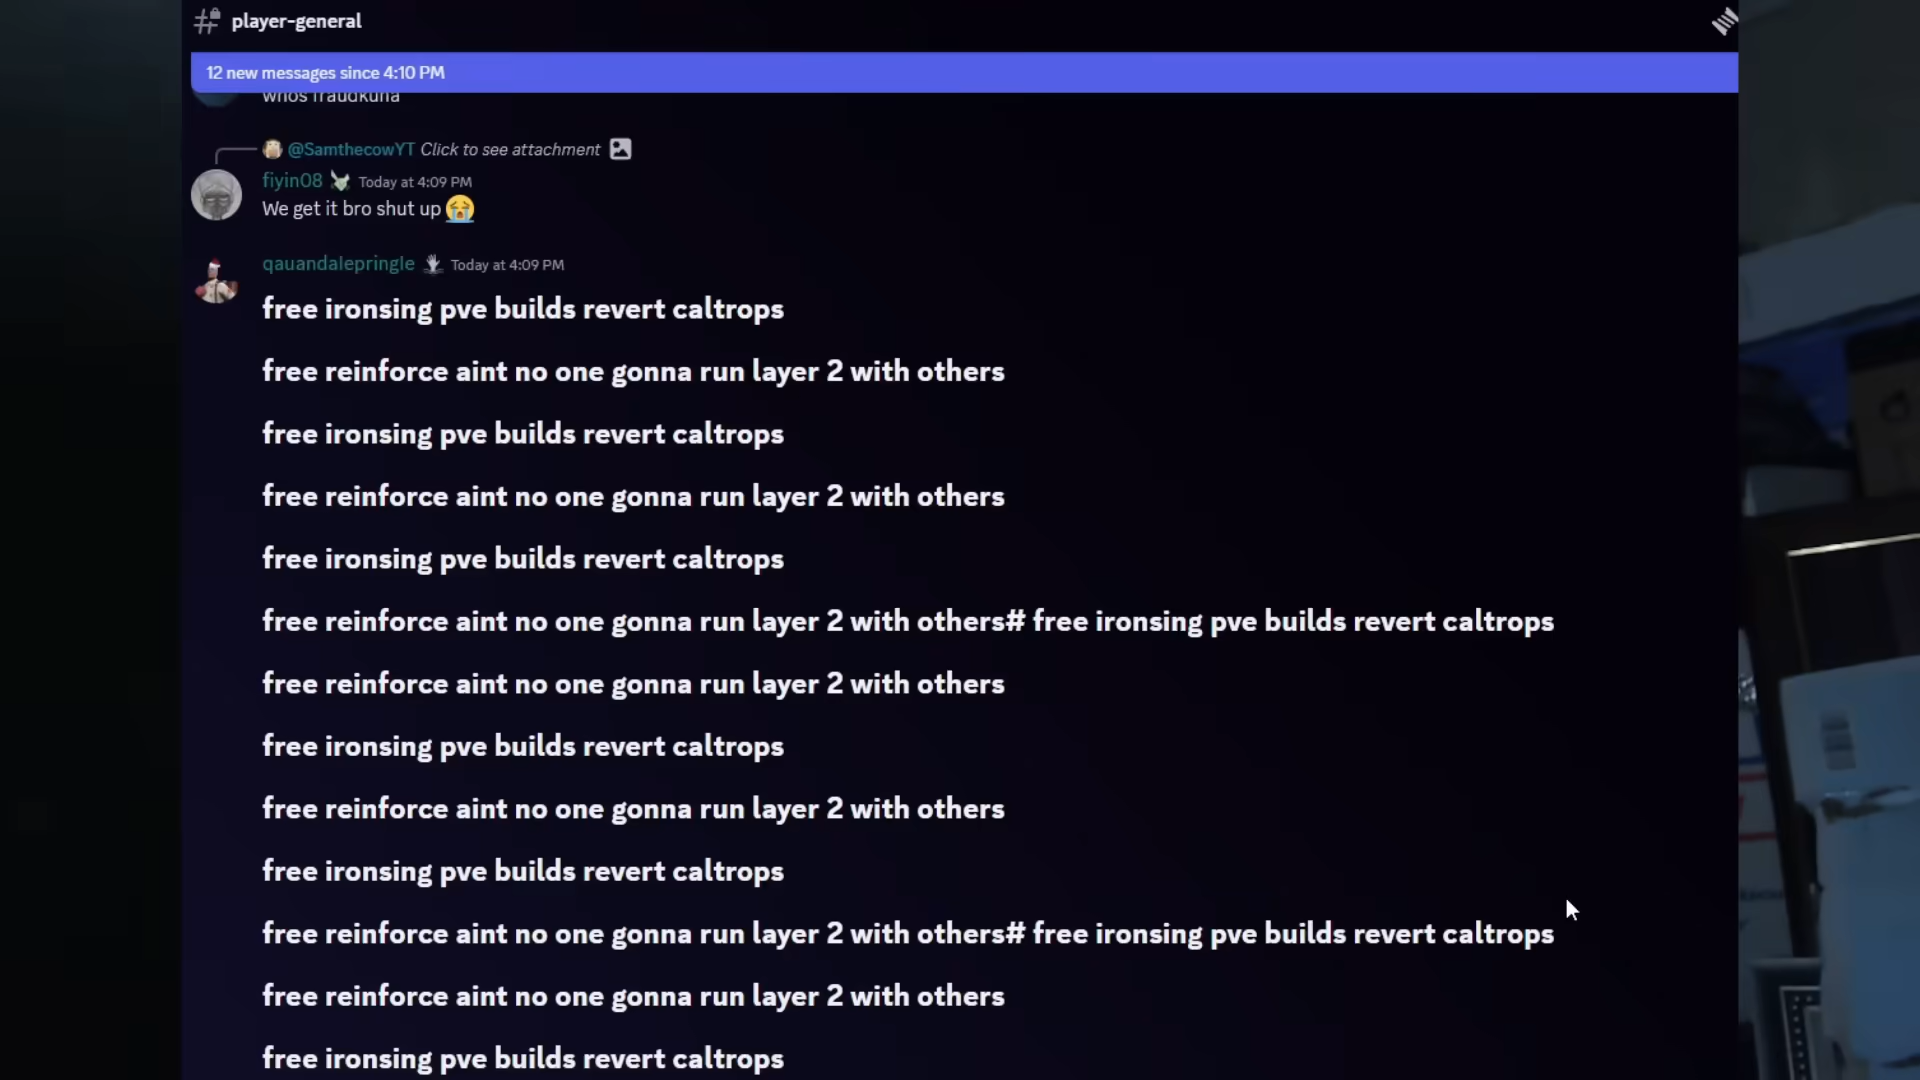 player-general
12 new messages since 4:10 PM
whos fraudkuna
@SamthecowYT Click to see attachment
fiyin08 Today at 4:09 PM
We get it bro shut up 😭
qauandalepringle Today at 4:09 PM
free ironsing pve builds revert caltrops
free reinforce aint no one gonna run layer 2 with others
free ironsing pve builds revert caltrops
free reinforce aint no one gonna run layer 2 with others
free ironsing pve builds revert caltrops
free reinforce aint no one gonna run layer 2 with others# free ironsing pve builds revert caltrops
free reinforce aint no one gonna run layer 2 with others
free ironsing pve builds revert caltrops
free reinforce aint no one gonna run layer 2 with others
free ironsing pve builds revert caltrops
free reinforce aint no one gonna run layer 2 with others# free ironsing pve builds revert caltrops
free reinforce aint no one gonna run layer 2 with others
free ironsing pve builds revert caltrops